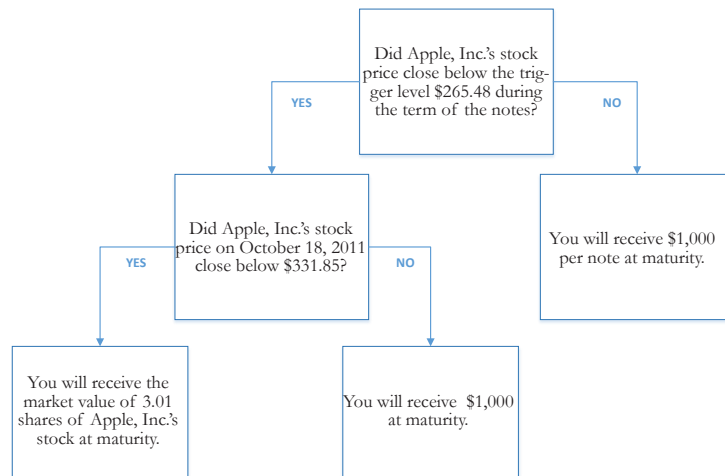 Did Apple, Inc.'s stock
price close below the trig-
ger level $265.48 during
the term of the notes?
YES
NO
Did Apple, Inc.'s stock
price on October 18, 2011
close below $331.85?
You will receive $1,000
per note at maturity.
YES
NO
You will receive the
market value of 3.01
shares of Apple, Inc.'s
stock at maturity.
You will receive $1,000
at maturity.